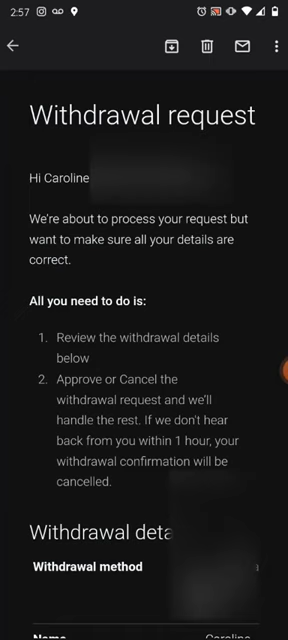 2:57
Withdrawal request
Hi Caroline
We're about to process your request but
want to make sure all your details are
correct.
All you need to do is:
1. Review the withdrawal details
below
2. Approve or Cancel the
withdrawal request and we'll
handle the rest. If we don't hear
back from you within 1 hour, your
withdrawal confirmation will be
cancelled.
Withdrawal deta
Withdrawal method
Name Caroline